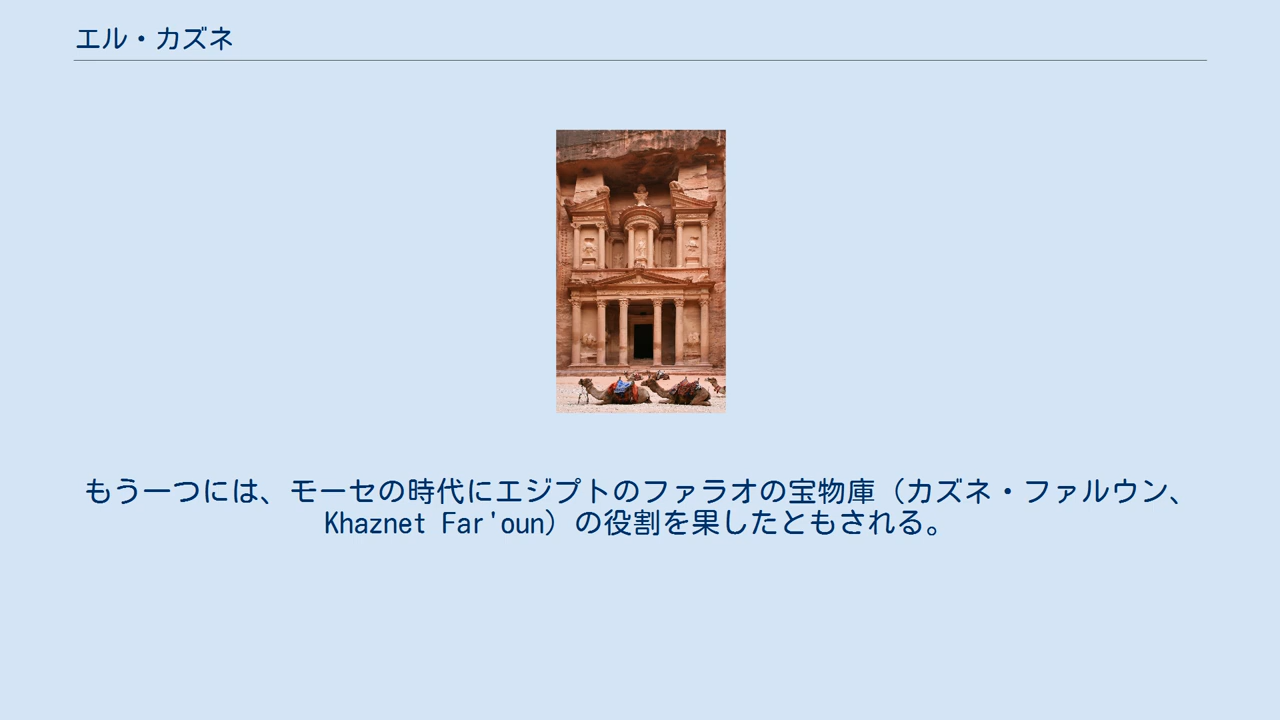 エル・カズネ
もう一つには、モーセの時代にエジプトのファラオの宝物庫（カズネ・ファルウン、
Khaznet Far'oun）の役割を果したともされる。